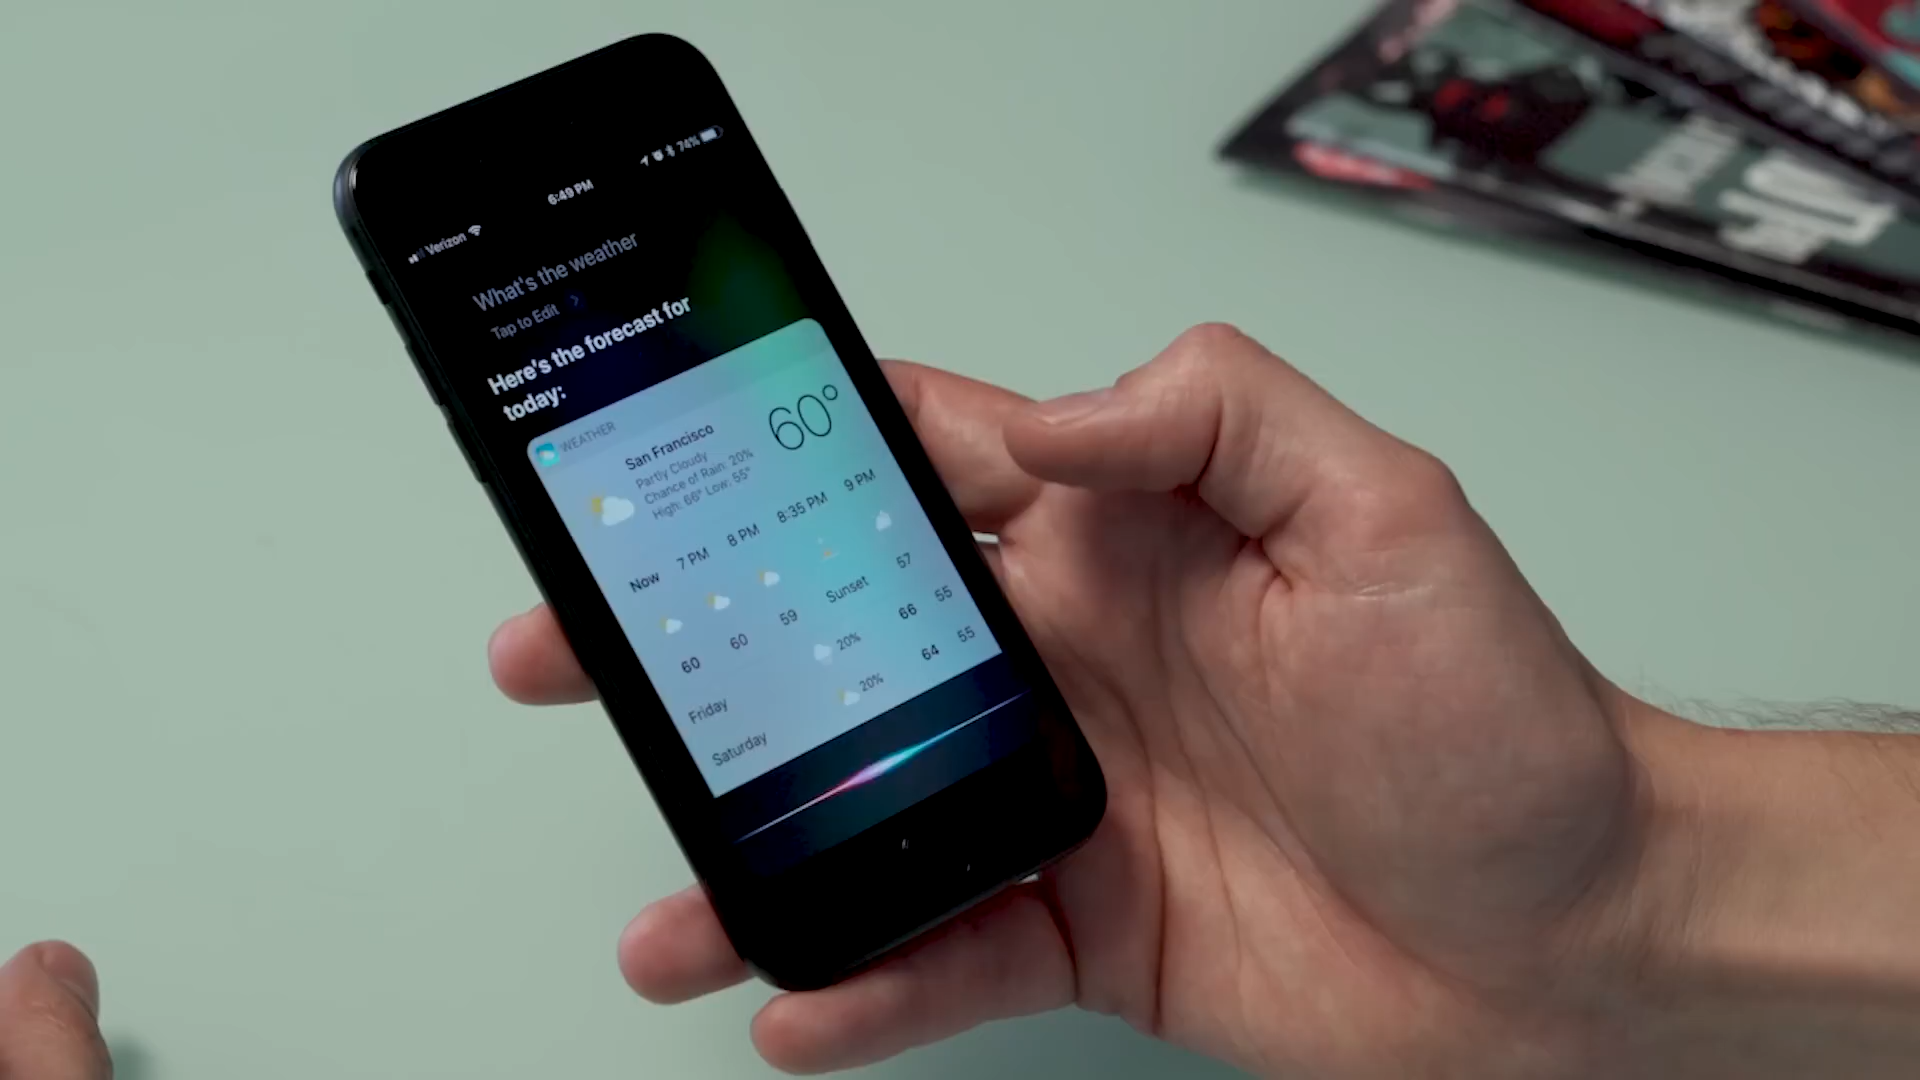 Verizon 6:49 PM 74%
What's the weather
Tap to Edit
Here's the forecast for
today:
WEATHER
San Francisco
Partly Cloudy
Chance of Rain: 20%
High: 66° Low: 55°
60°
Now 7 PM 8 PM 8:35 PM 9 PM
60 60 59 Sunset 57
Friday 20% 66 55
Saturday 20% 64 55